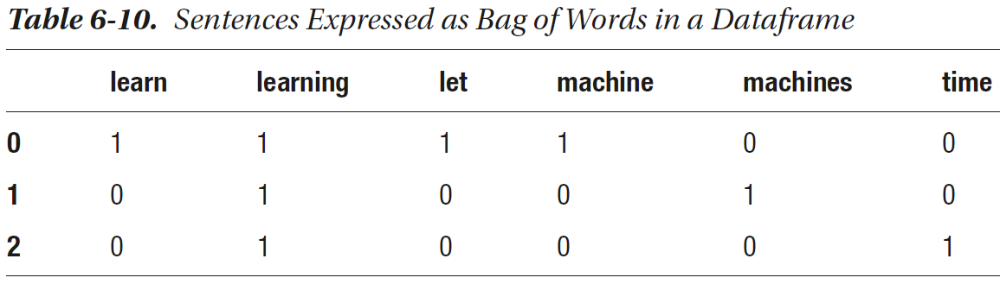 Table 6-10. Sentences Expressed as Bag of Words in a Dataframe
learn learning let machine machines time
0 1 1 1 1 0 0
1 0 1 0 0 1 0
2 0 1 0 0 0 1